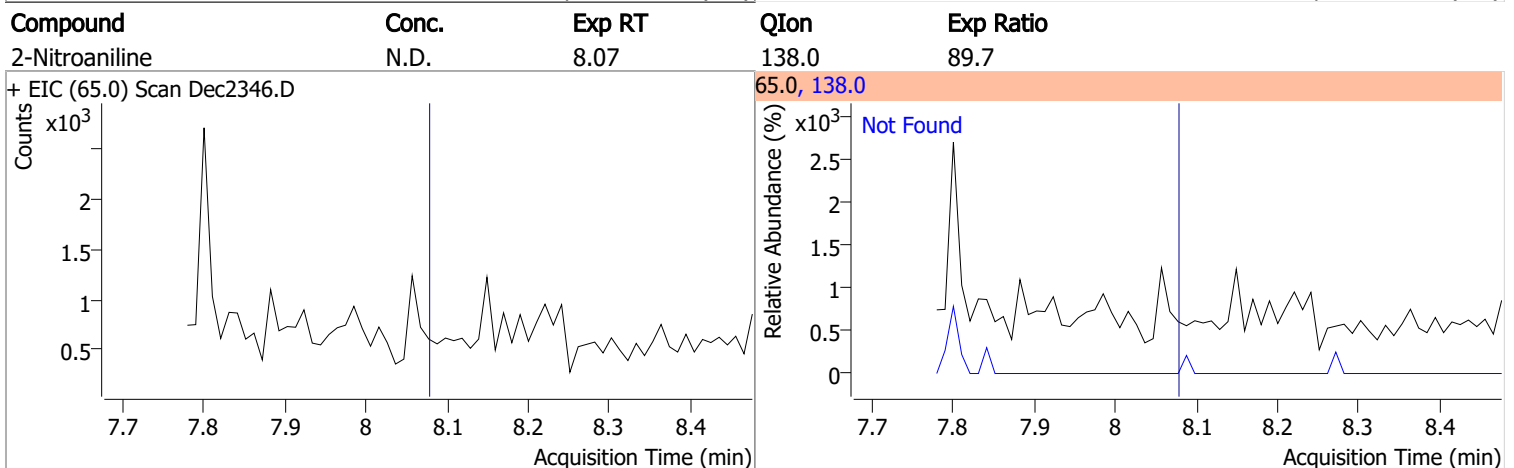 Compound Conc. Exp RT QIon Exp Ratio
2-Nitroaniline N.D. 8.07 138.0 89.7
+ EIC (65.0) Scan Dec2346.D
Counts
x10³
2
1.5
1
0.5
7.7 7.8 7.9 8 8.1 8.2 8.3 8.4
Acquisition Time (min)
65.0, 138.0
Relative Abundance (%)
x10³
Not Found
2.5
2
1.5
1
0.5
0
7.7 7.8 7.9 8 8.1 8.2 8.3 8.4
Acquisition Time (min)